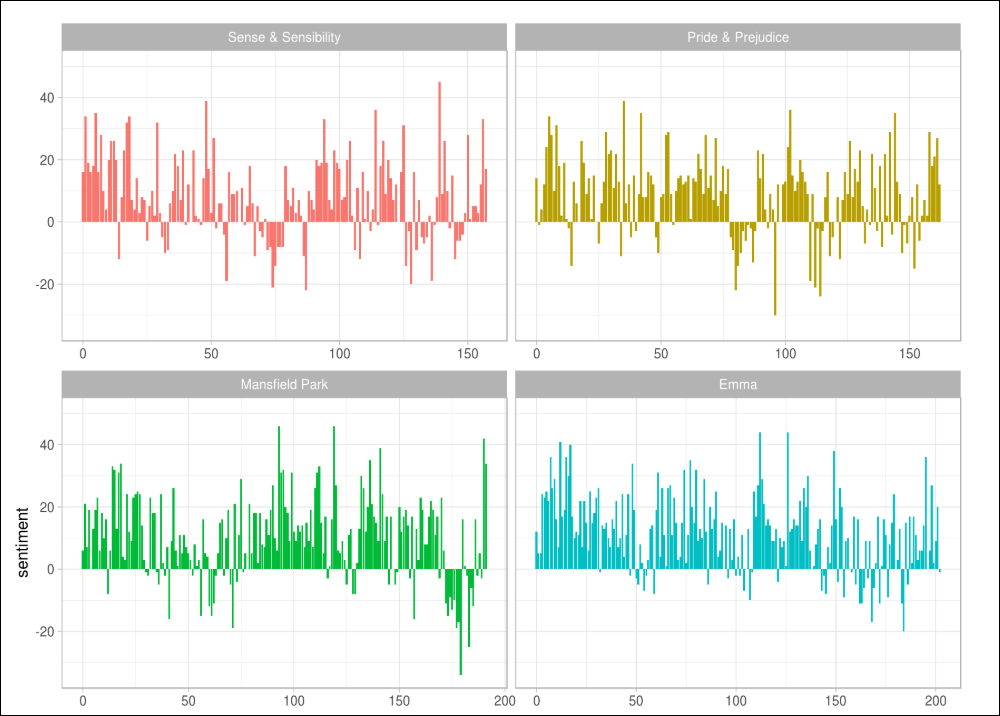 Sense & Sensibility
Pride & Prejudice
40
20
0
-20
0 50 100 150
0 50 100 150
Mansfield Park
Emma
sentiment
40
20
0
-20
0 50 100 150 200
0 50 100 150 200